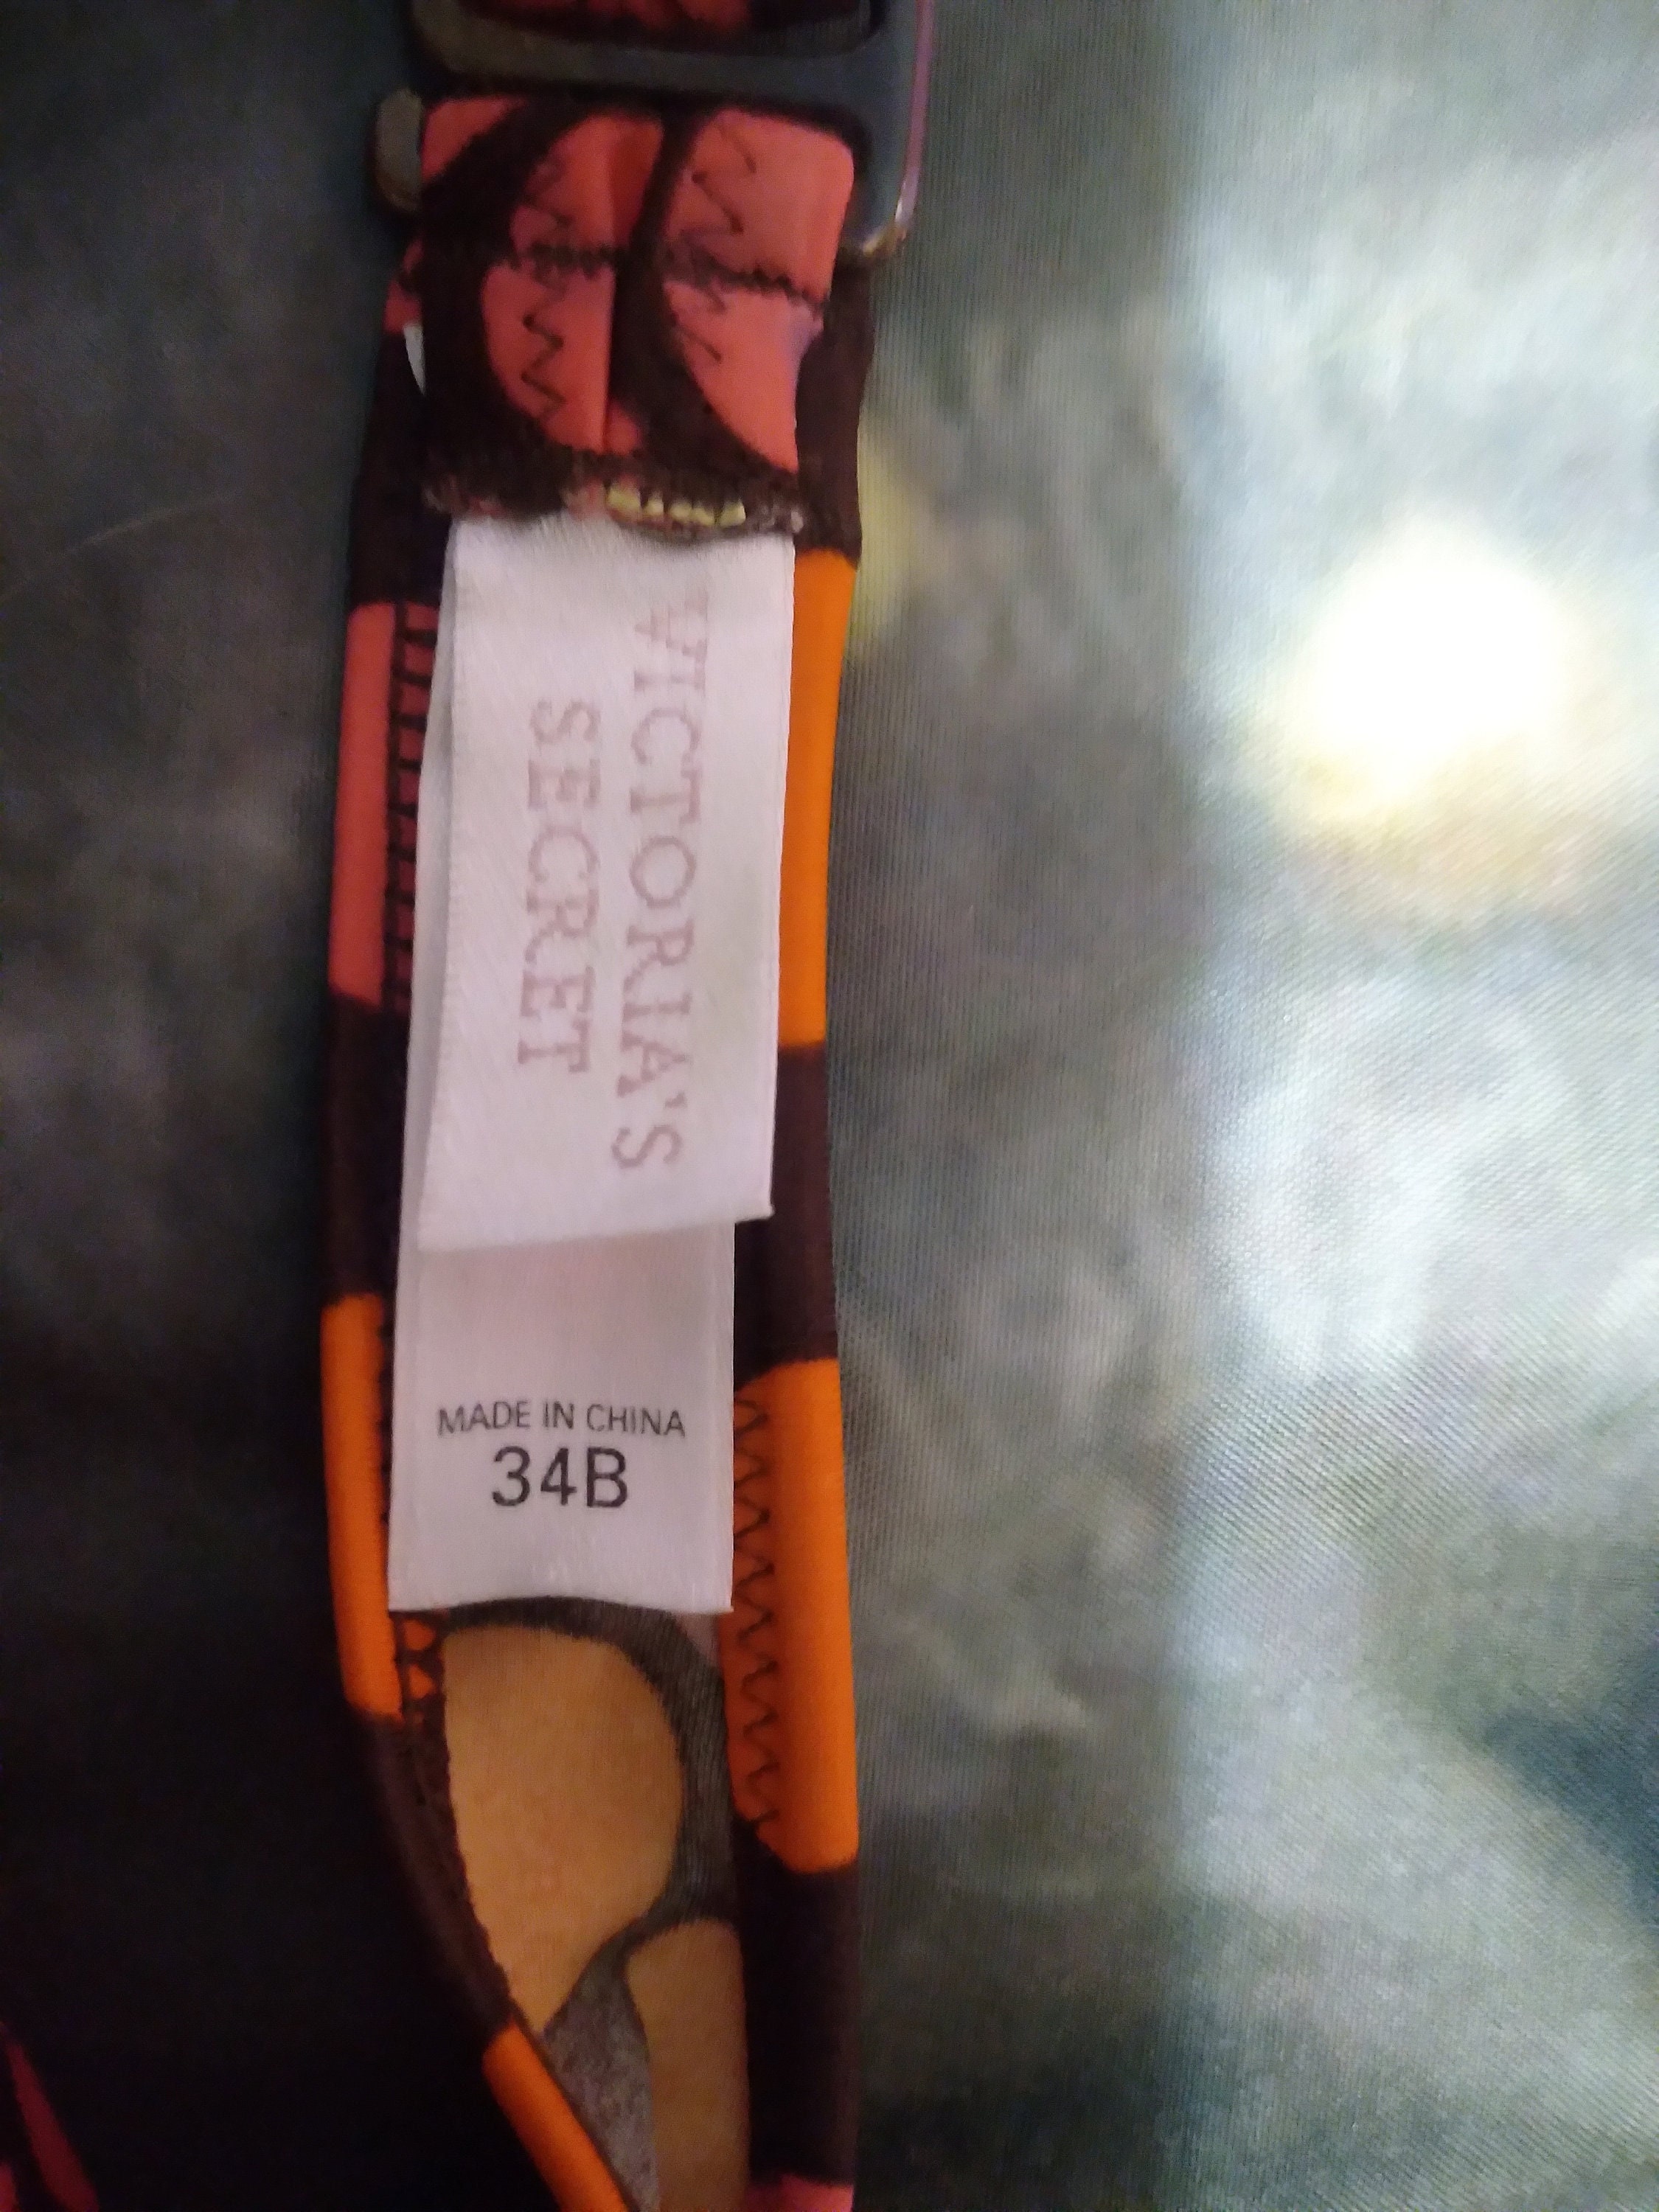 VICTORIA'S
SECRET
MADE IN CHINA
34B